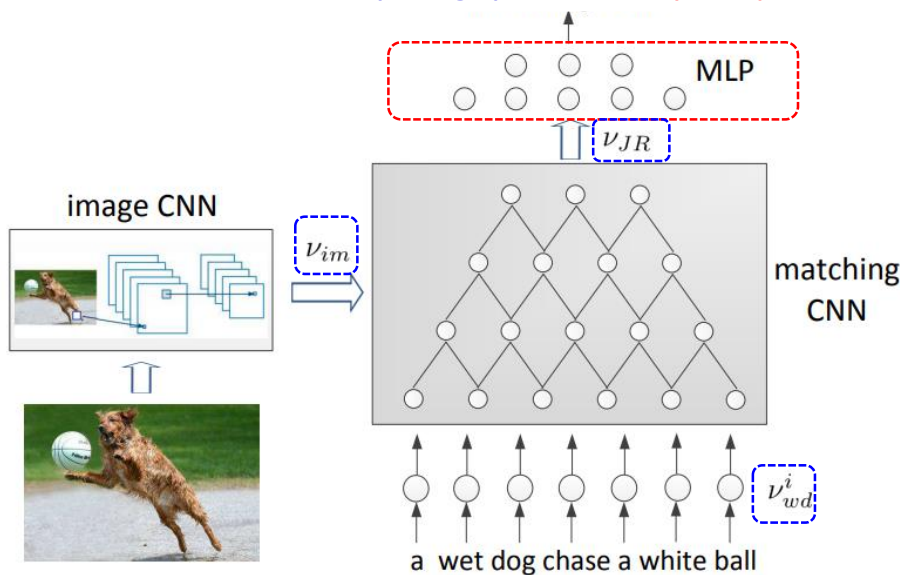 MLP
ν_JR
image CNN
ν_im
matching
CNN
ν^i_wd
a wet dog chase a white ball